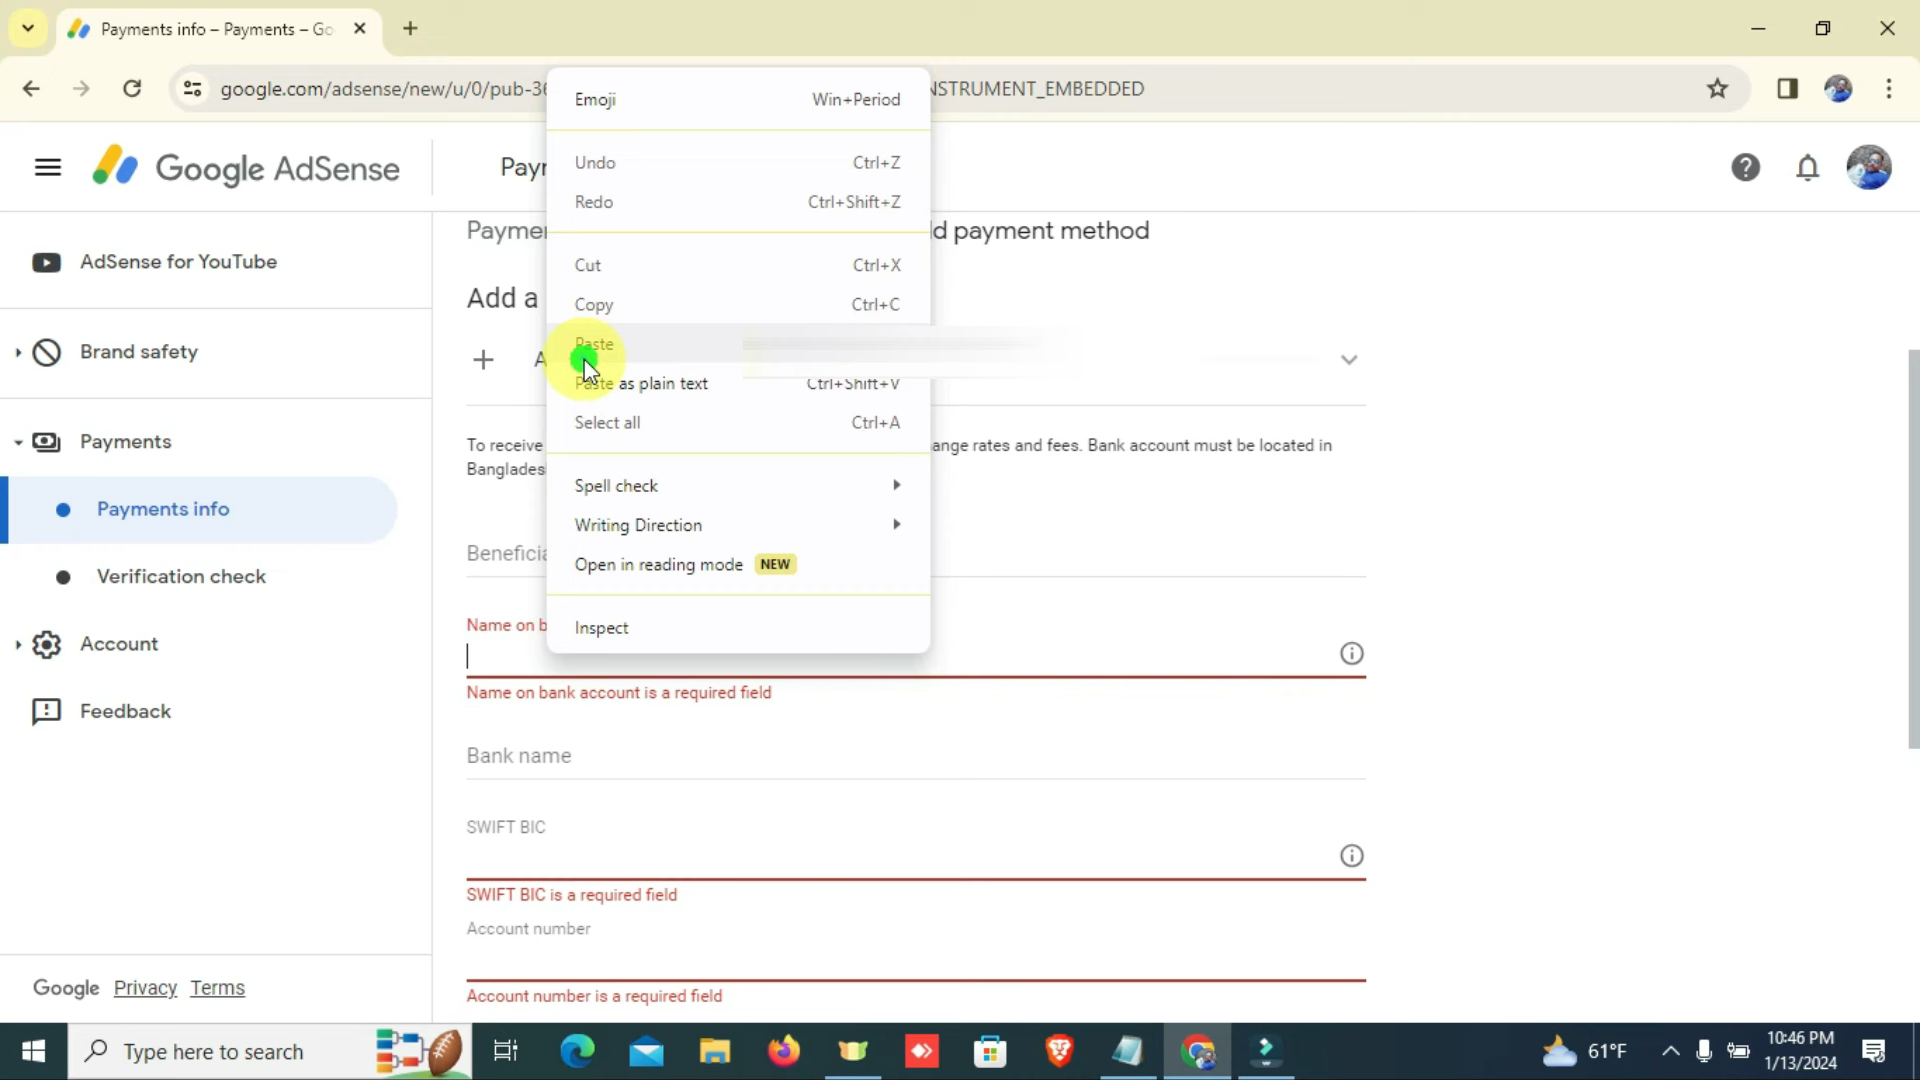 Payments info – Payments – Go
google.com/adsense/new/u/0/pub-36
NSTRUMENT_EMBEDDED
Google AdSense
Payr
AdSense for YouTube
Brand safety
Payments
Payments info
Verification check
Account
Feedback
Google Privacy Terms
Emoji Win+Period
Undo Ctrl+Z
Redo Ctrl+Shift+Z
Cut Ctrl+X
Copy Ctrl+C
Paste
Paste as plain text Ctrl+Shift+V
Select all Ctrl+A
Spell check
Writing Direction
Open in reading mode NEW
Inspect
Payme
d payment method
Add a
A
To receive
ange rates and fees. Bank account must be located in
Banglades
Beneficia
Name on b
Name on bank account is a required field
Bank name
SWIFT BIC
SWIFT BIC is a required field
Account number
Account number is a required field
Type here to search
61°F
10:46 PM
1/13/2024